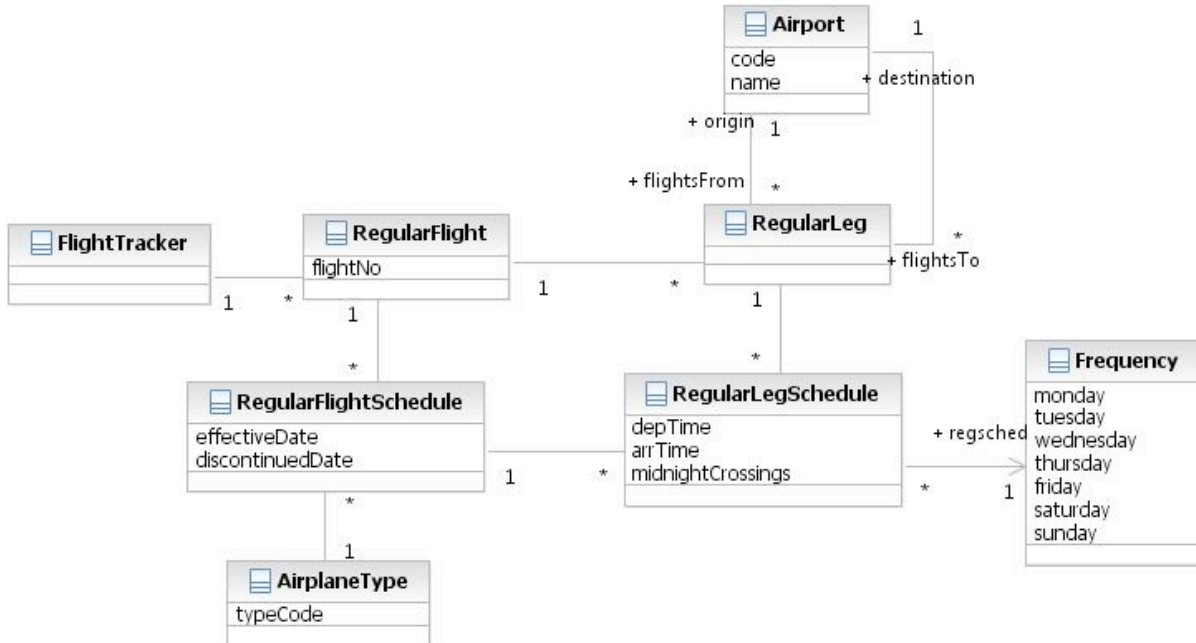 Airport
1
code
name
+ destination
+ origin
1
+ flightsFrom
*
FlightTracker
RegularFlight
RegularLeg
flightNo
*
+ flightsTo
1
*
1
*
1
1
*
*
RegularFlightSchedule
RegularLegSchedule
Frequency
effectiveDate
discontinuedDate
depTime
arrTime
midnightCrossings
+ regsched
monday
tuesday
wednesday
thursday
friday
saturday
sunday
1
*
*
1
*
1
AirplaneType
typeCode